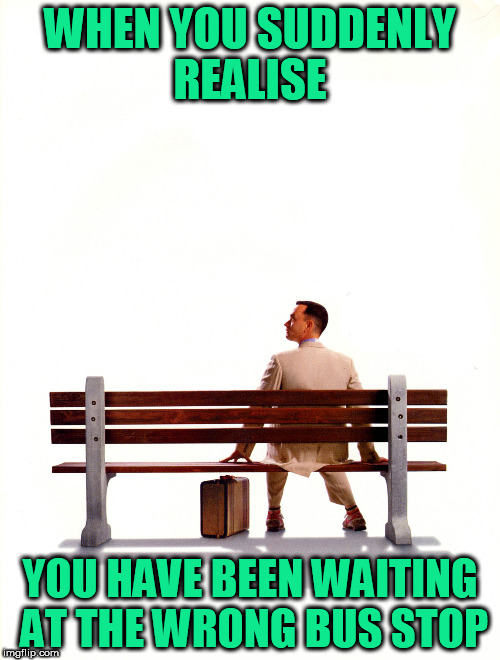 WHEN YOU SUDDENLY
REALISE
YOU HAVE BEEN WAITING
AT THE WRONG BUS STOP
imgflip.com